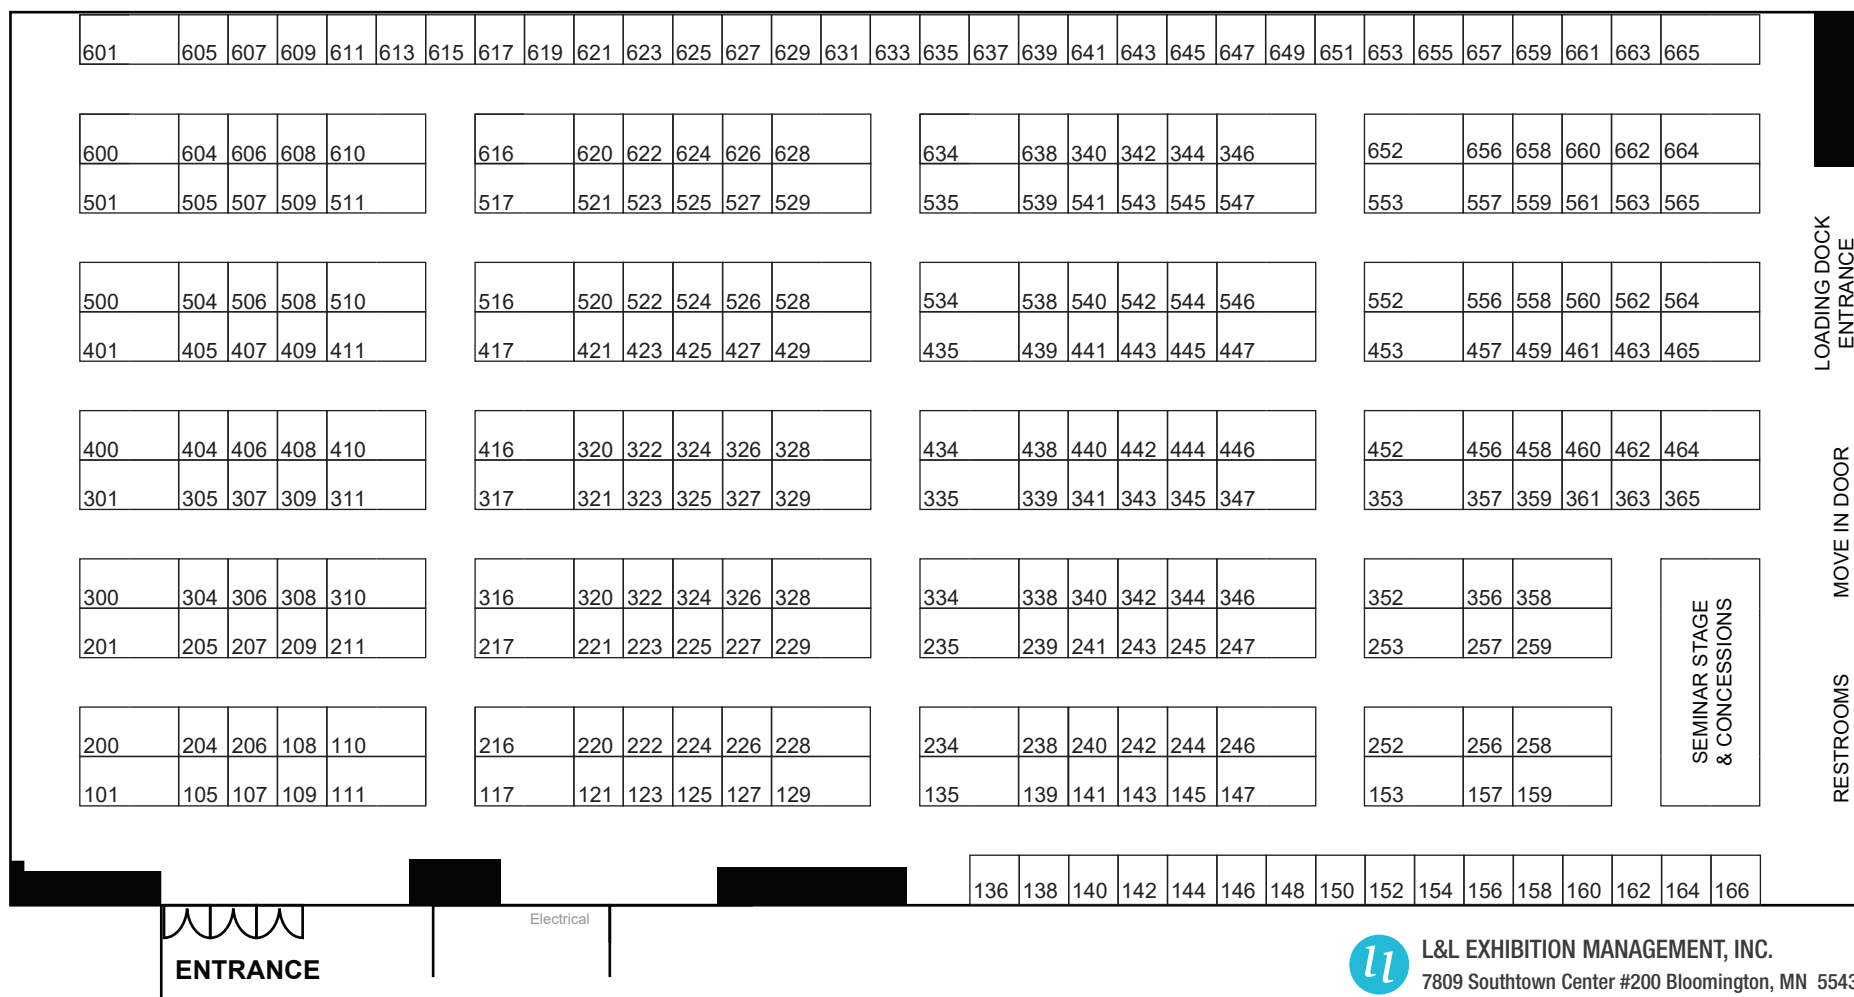 601 605 607 609 611 613 615 617 619 621 623 625 627 629 631 633 635 637 639 641 643 645 647 649 651 653 655 657 659 661 663 665
600 604 606 608 610 616 620 622 624 626 628 634 638 340 342 344 346 652 656 658 660 662 664
501 505 507 509 511 517 521 523 525 527 529 535 539 541 543 545 547 553 557 559 561 563 565
500 504 506 508 510 516 520 522 524 526 528 534 538 540 542 544 546 552 556 558 560 562 564
401 405 407 409 411 417 421 423 425 427 429 435 439 441 443 445 447 453 457 459 461 463 465
LOADING DOCK
ENTRANCE
400 404 406 408 410 416 320 322 324 326 328 434 438 440 442 444 446 452 456 458 460 462 464
301 305 307 309 311 317 321 323 325 327 329 335 339 341 343 345 347 353 357 359 361 363 365
MOVE IN DOOR
300 304 306 308 310 316 320 322 324 326 328 334 338 340 342 344 346 352 356 358
201 205 207 209 211 217 221 223 225 227 229 235 239 241 243 245 247 253 257 259
SEMINAR STAGE
& CONCESSIONS
RESTROOMS
200 204 206 108 110 216 220 222 224 226 228 234 238 240 242 244 246 252 256 258
101 105 107 109 111 117 121 123 125 127 129 135 139 141 143 145 147 153 157 159
136 138 140 142 144 146 148 150 152 154 156 158 160 162 164 166
Electrical
ENTRANCE
ll
L&L EXHIBITION MANAGEMENT, INC.
7809 Southtown Center #200 Bloomington, MN 5543